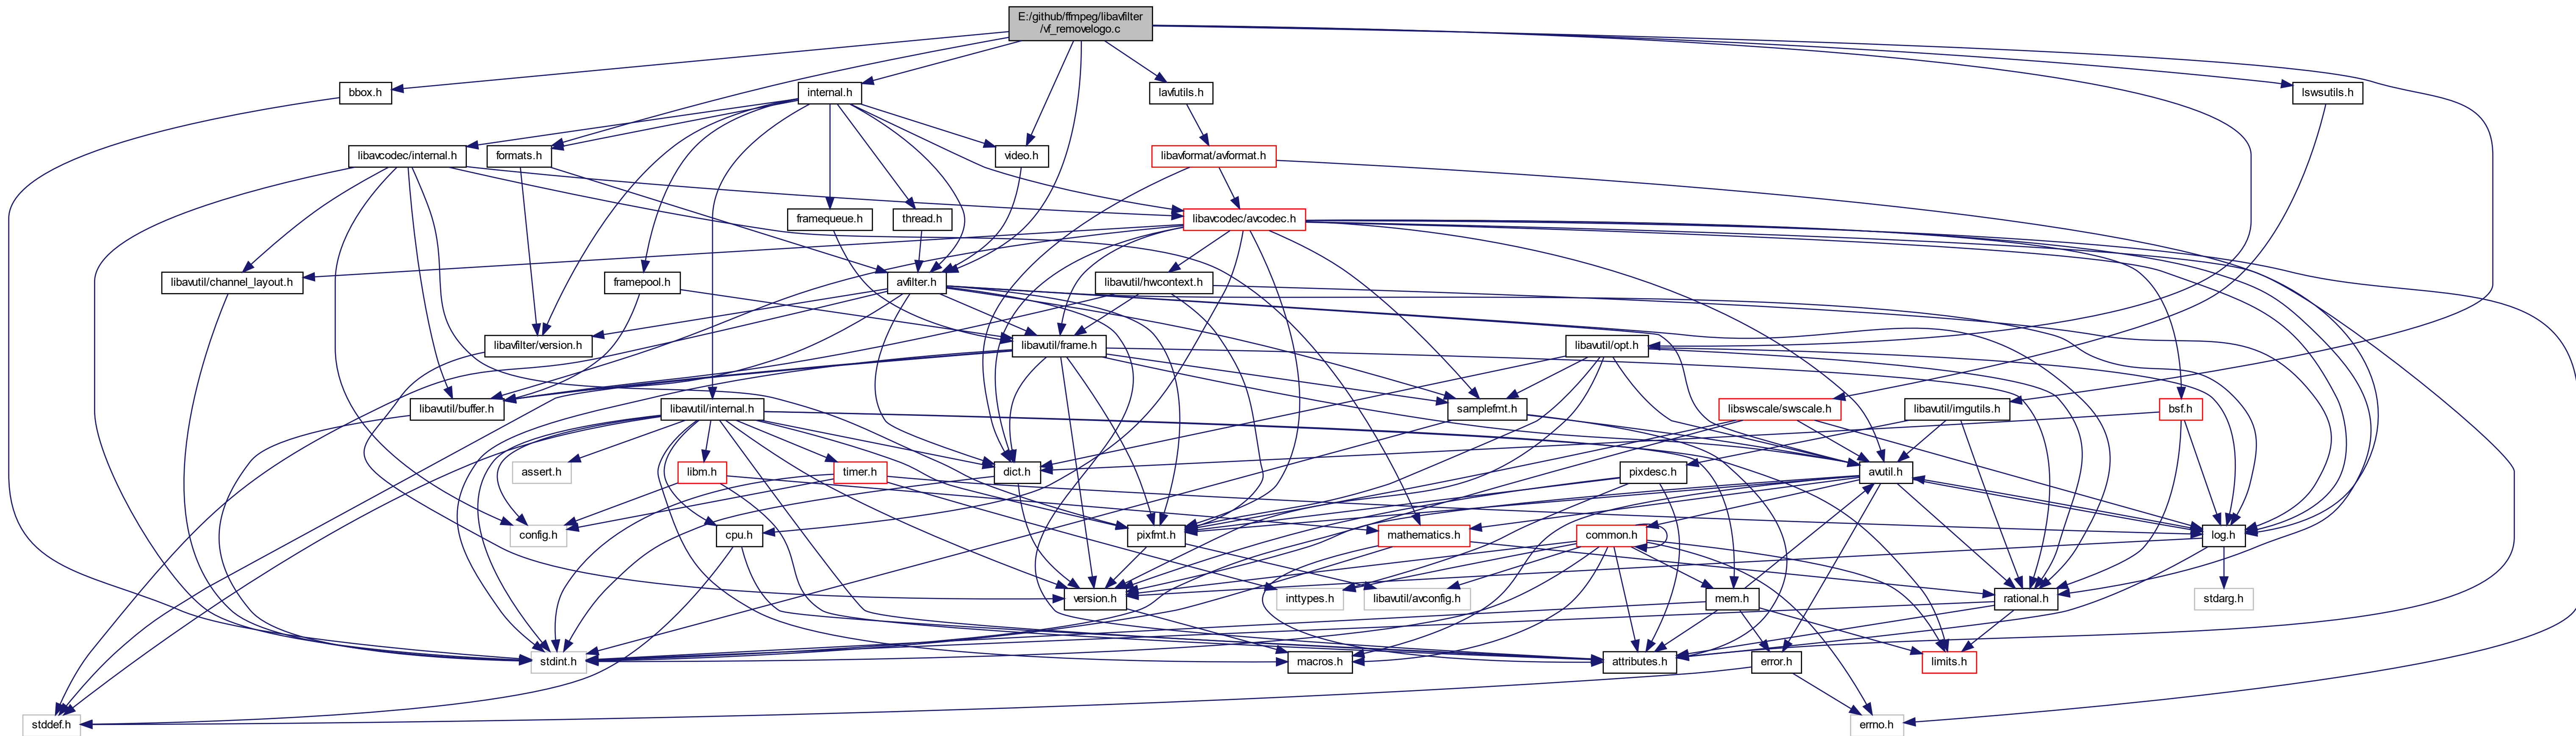 E:/github/ffmpeg/libavfilter
/vf_removelogo.c
bbox.h
internal.h
lavfutils.h
lswsutils.h
libavcodec/internal.h
formats.h
video.h
libavformat/avformat.h
framequeue.h
thread.h
libavcodec/avcodec.h
libavutil/channel_layout.h
framepool.h
avfilter.h
libavutil/hwcontext.h
libavfilter/version.h
libavutil/frame.h
libavutil/opt.h
libavutil/buffer.h
libavutil/internal.h
samplefmt.h
libswscale/swscale.h
libavutil/imgutils.h
bsf.h
assert.h
libm.h
timer.h
dict.h
pixdesc.h
avutil.h
config.h
cpu.h
pixfmt.h
mathematics.h
common.h
log.h
version.h
inttypes.h
libavutil/avconfig.h
mem.h
rational.h
stdarg.h
stdint.h
macros.h
attributes.h
error.h
limits.h
stddef.h
errno.h